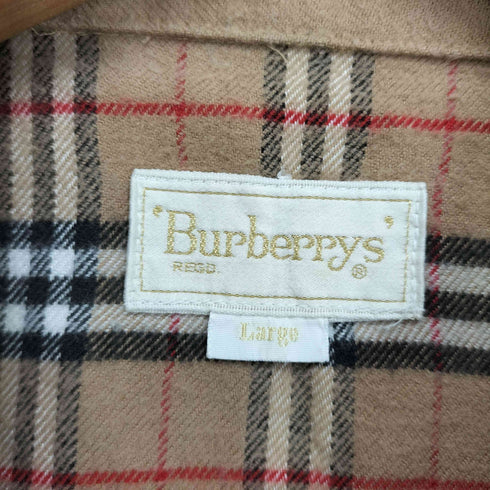 'Burberrys'
REGD. ®
Large